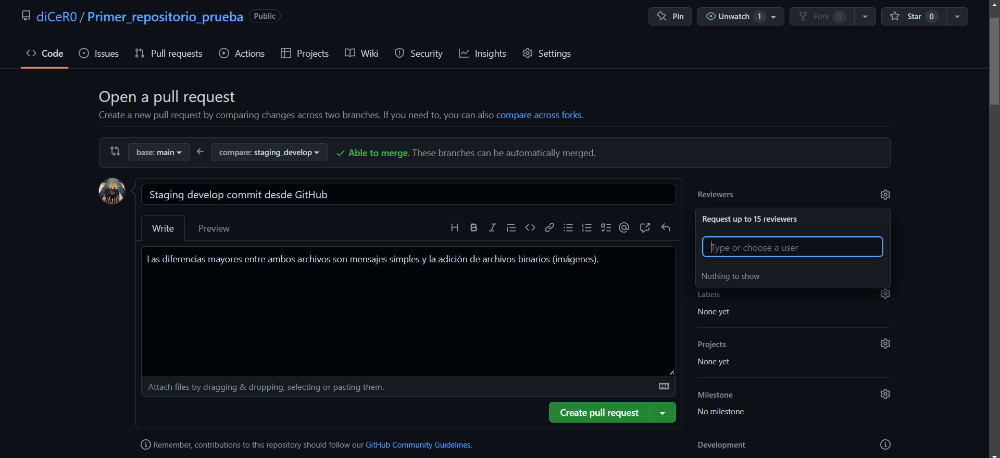 diCeR0 / Primer_repositorio_prueba Public
Pin
Unwatch 1
Fork 0
Star 0
Code
Issues
Pull requests
Actions
Projects
Wiki
Security
Insights
Settings
Open a pull request
Create a new pull request by comparing changes across two branches. If you need to, you can also compare across forks.
base: main
compare: staging_develop
Able to merge. These branches can be automatically merged.
Staging develop commit desde GitHub
Write
Preview
Las diferencias mayores entre ambos archivos son mensajes simples y la adición de archivos binarios (imágenes).
Attach files by dragging & dropping, selecting or pasting them.
Create pull request
Remember, contributions to this repository should follow our GitHub Community Guidelines.
Reviewers
Request up to 15 reviewers
Type or choose a user
Nothing to show
Labels
None yet
Projects
None yet
Milestone
No milestone
Development